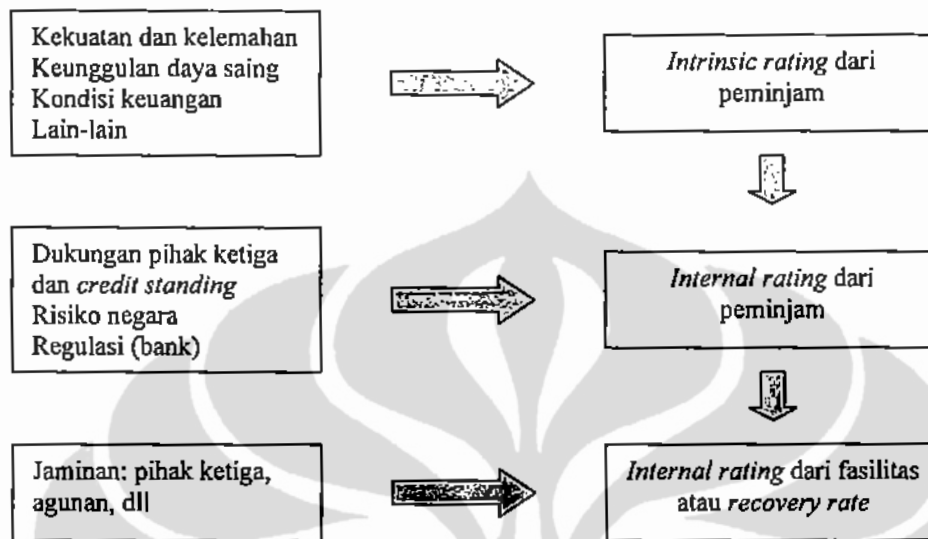 Kekuatan dan kelemahan
Keunggulan daya saing
Kondisi keuangan
Lain-lain
Intrinsic rating dari
peminjam
Dukungan pihak ketiga
dan credit standing
Risiko negara
Regulasi (bank)
Internal rating dari
peminjam
Jaminan: pihak ketiga,
agunan, dll
Internal rating dari fasilitas
atau recovery rate